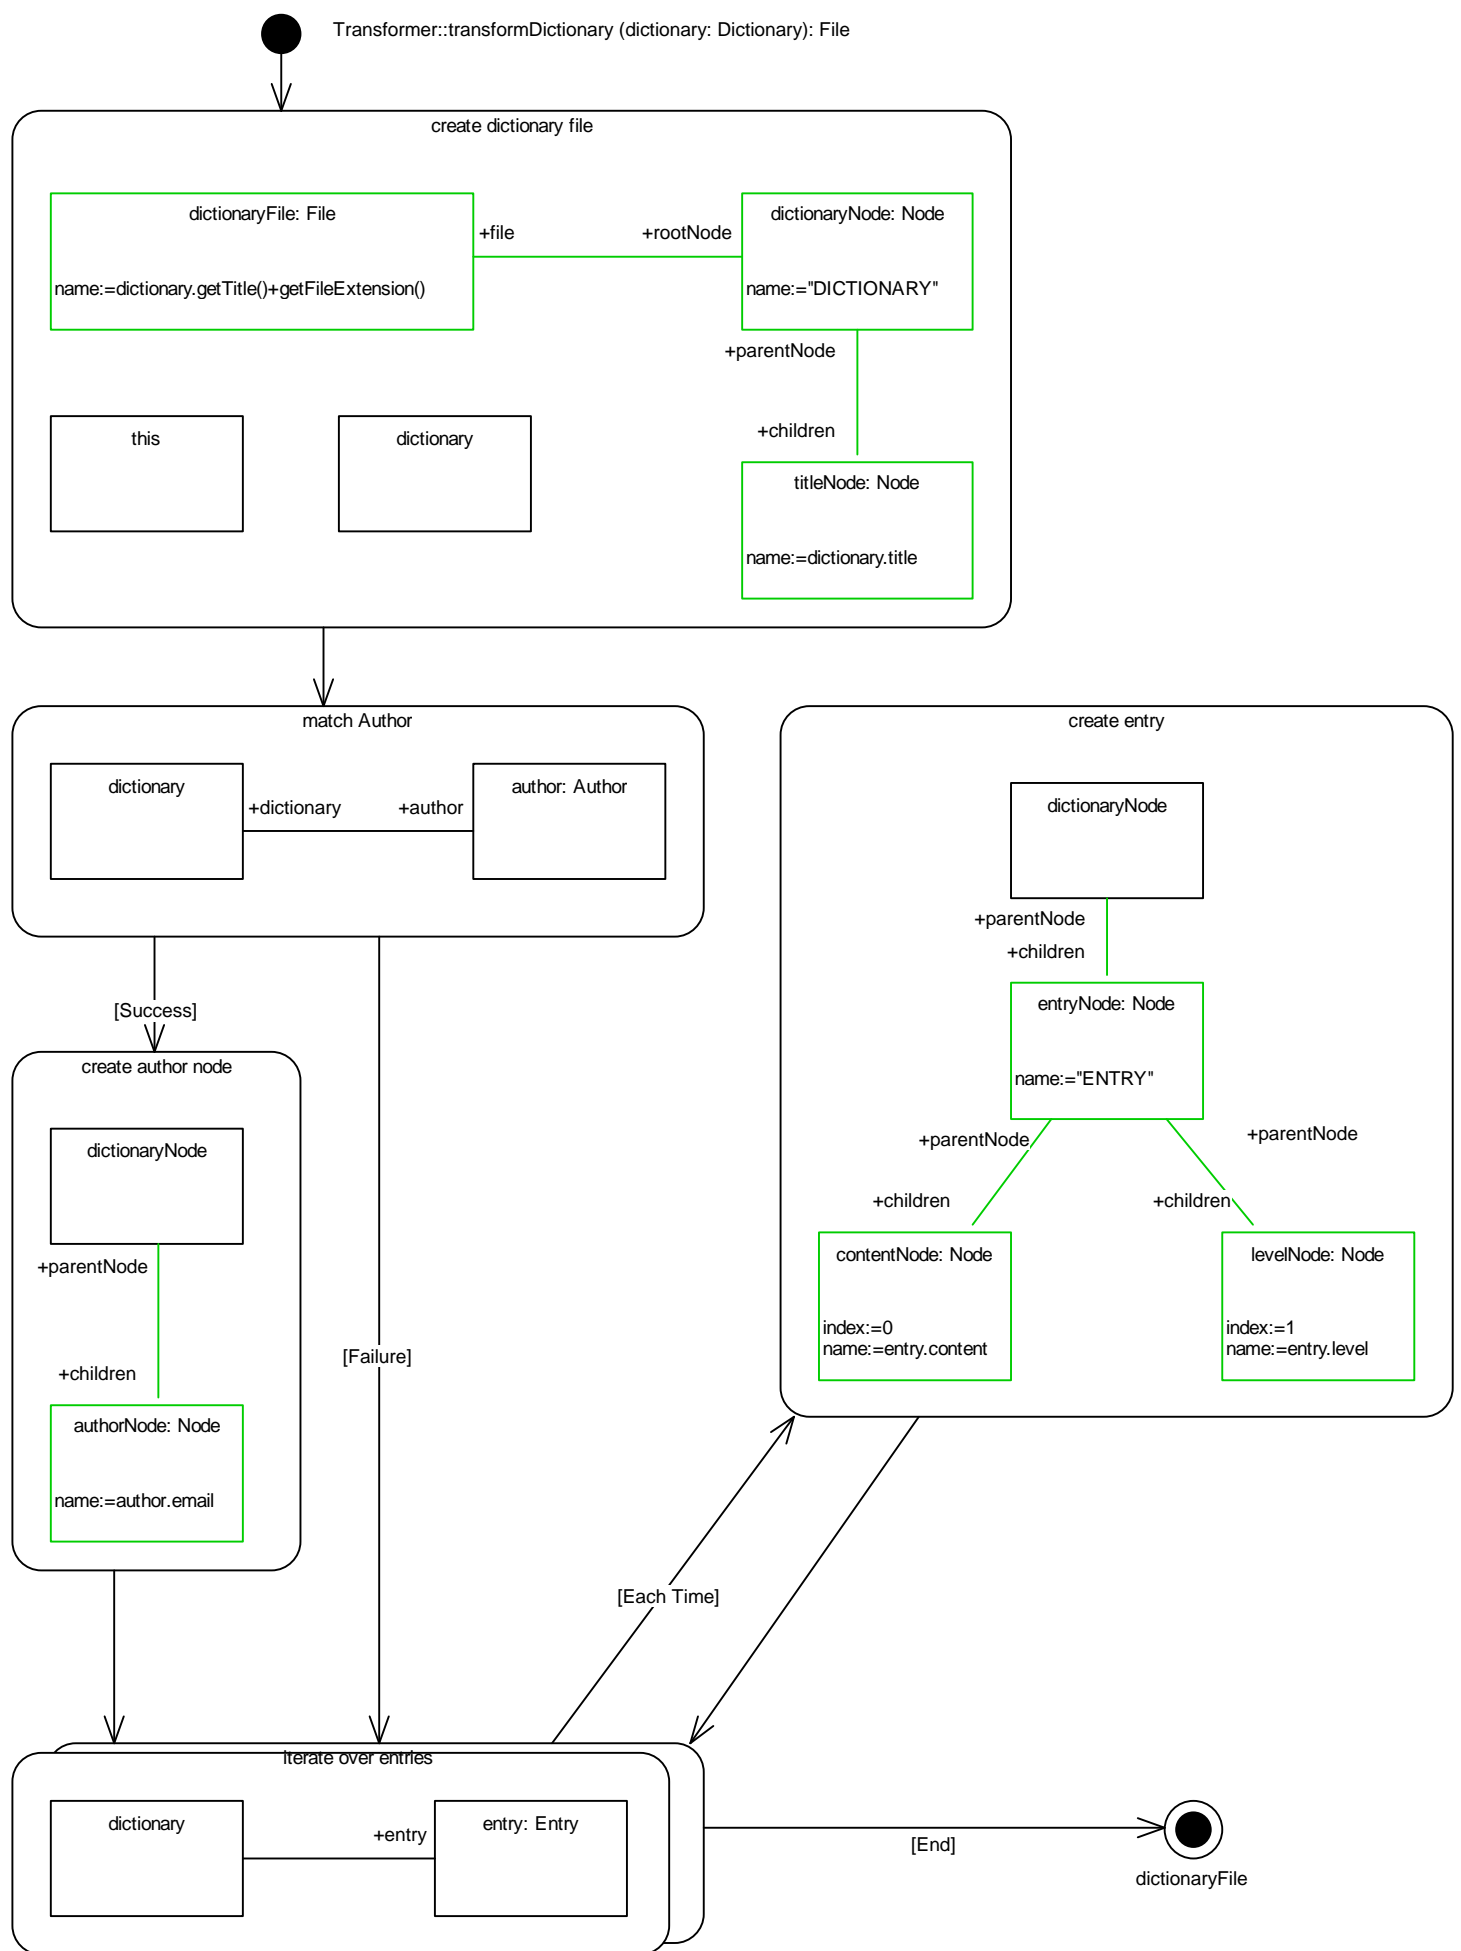 Transformer::transformDictionary (dictionary: Dictionary): File
create dictionary file
dictionaryFile: File
name:=dictionary.getTitle()+getFileExtension()
+file
+rootNode
dictionaryNode: Node
name:="DICTIONARY"
+parentNode
+children
this
dictionary
titleNode: Node
name:=dictionary.title
match Author
dictionary
+dictionary
+author
author: Author
[Success]
[Failure]
create author node
dictionaryNode
+parentNode
+children
authorNode: Node
name:=author.email
create entry
dictionaryNode
+parentNode
+children
entryNode: Node
name:="ENTRY"
+parentNode
+parentNode
+children
+children
contentNode: Node
index:=0
name:=entry.content
levelNode: Node
index:=1
name:=entry.level
[Each Time]
iterate over entries
dictionary
+entry
entry: Entry
[End]
dictionaryFile